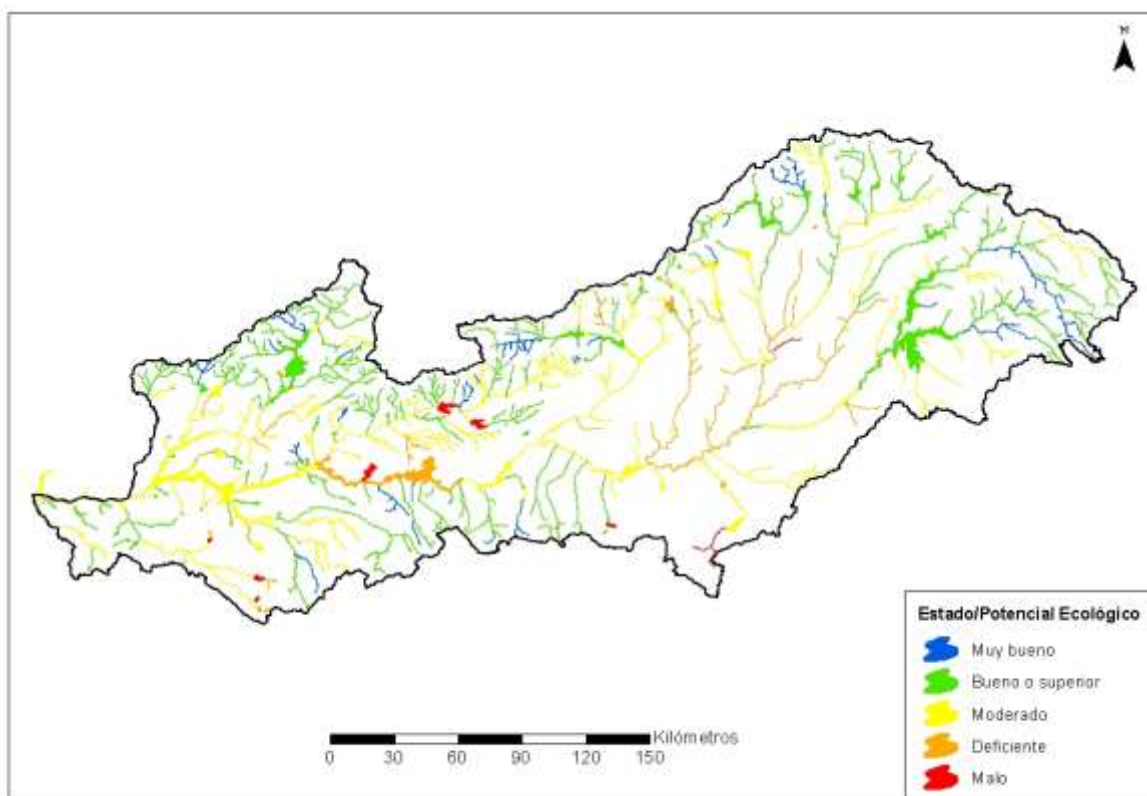 N
Estado/Potencial Ecológico
Muy bueno
Bueno o superior
Moderado
Deficiente
Malo
Kilómetros
0 30 60 90 120 150